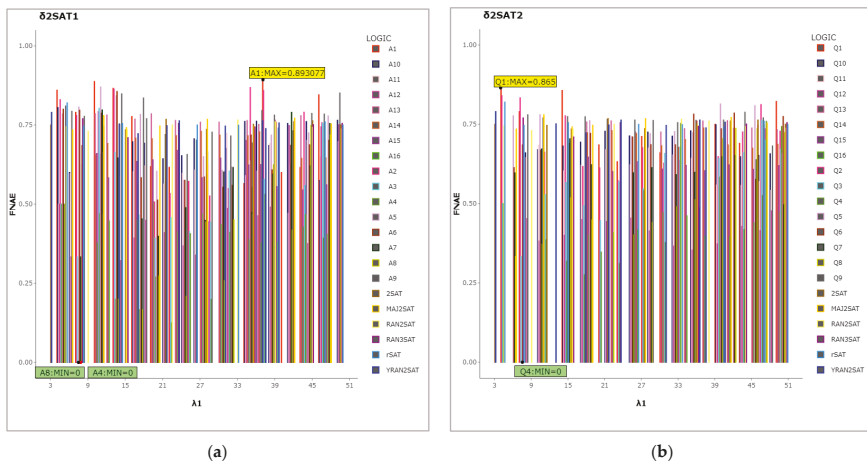 δ2SAT1
LOGIC
A1
A10
A11
A12
A13
A14
A15
A16
A2
A3
A4
A5
A6
A7
A8
A9
2SAT
MAJ2SAT
RAN2SAT
RAN3SAT
rSAT
YRAN2SAT
A1:MAX=0.893077
1.00
0.75
0.50
0.25
0.00
FNAE
A8:MIN=0
A4:MIN=0
3 9 15 21 27 33 39 45 51
λ1
(a)
δ2SAT2
LOGIC
Q1
Q10
Q11
Q12
Q13
Q14
Q15
Q16
Q2
Q3
Q4
Q5
Q6
Q7
Q8
Q9
2SAT
MAJ2SAT
RAN2SAT
RAN3SAT
rSAT
YRAN2SAT
Q1:MAX=0.865
1.00
0.75
0.50
0.25
0.00
FNAE
Q4:MIN=0
3 9 15 21 27 33 39 45 51
λ1
(b)